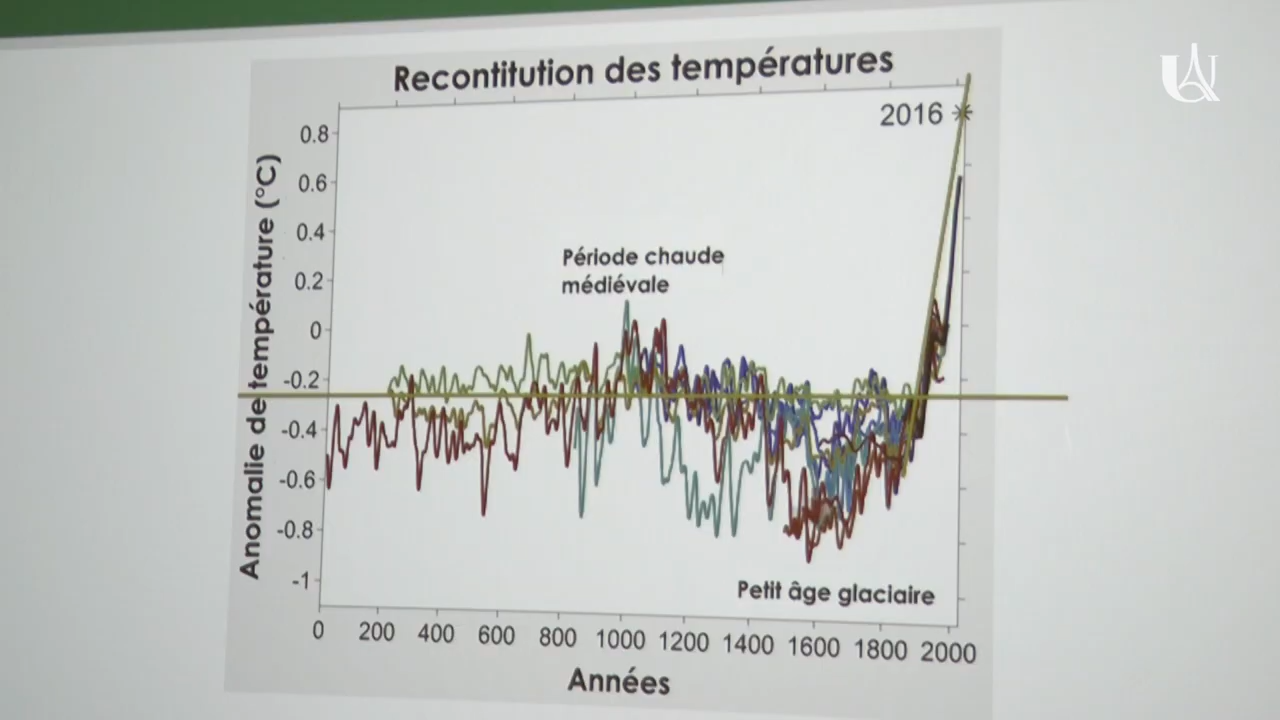 Recontitution des températures
2016
0.8
0.6
0.4
0.2
0
-0.2
-0.4
-0.6
-0.8
-1
Anomalie de température (°C)
Période chaude
médiévale
Petit âge glaciaire
0 200 400 600 800 1000 1200 1400 1600 1800 2000
Années